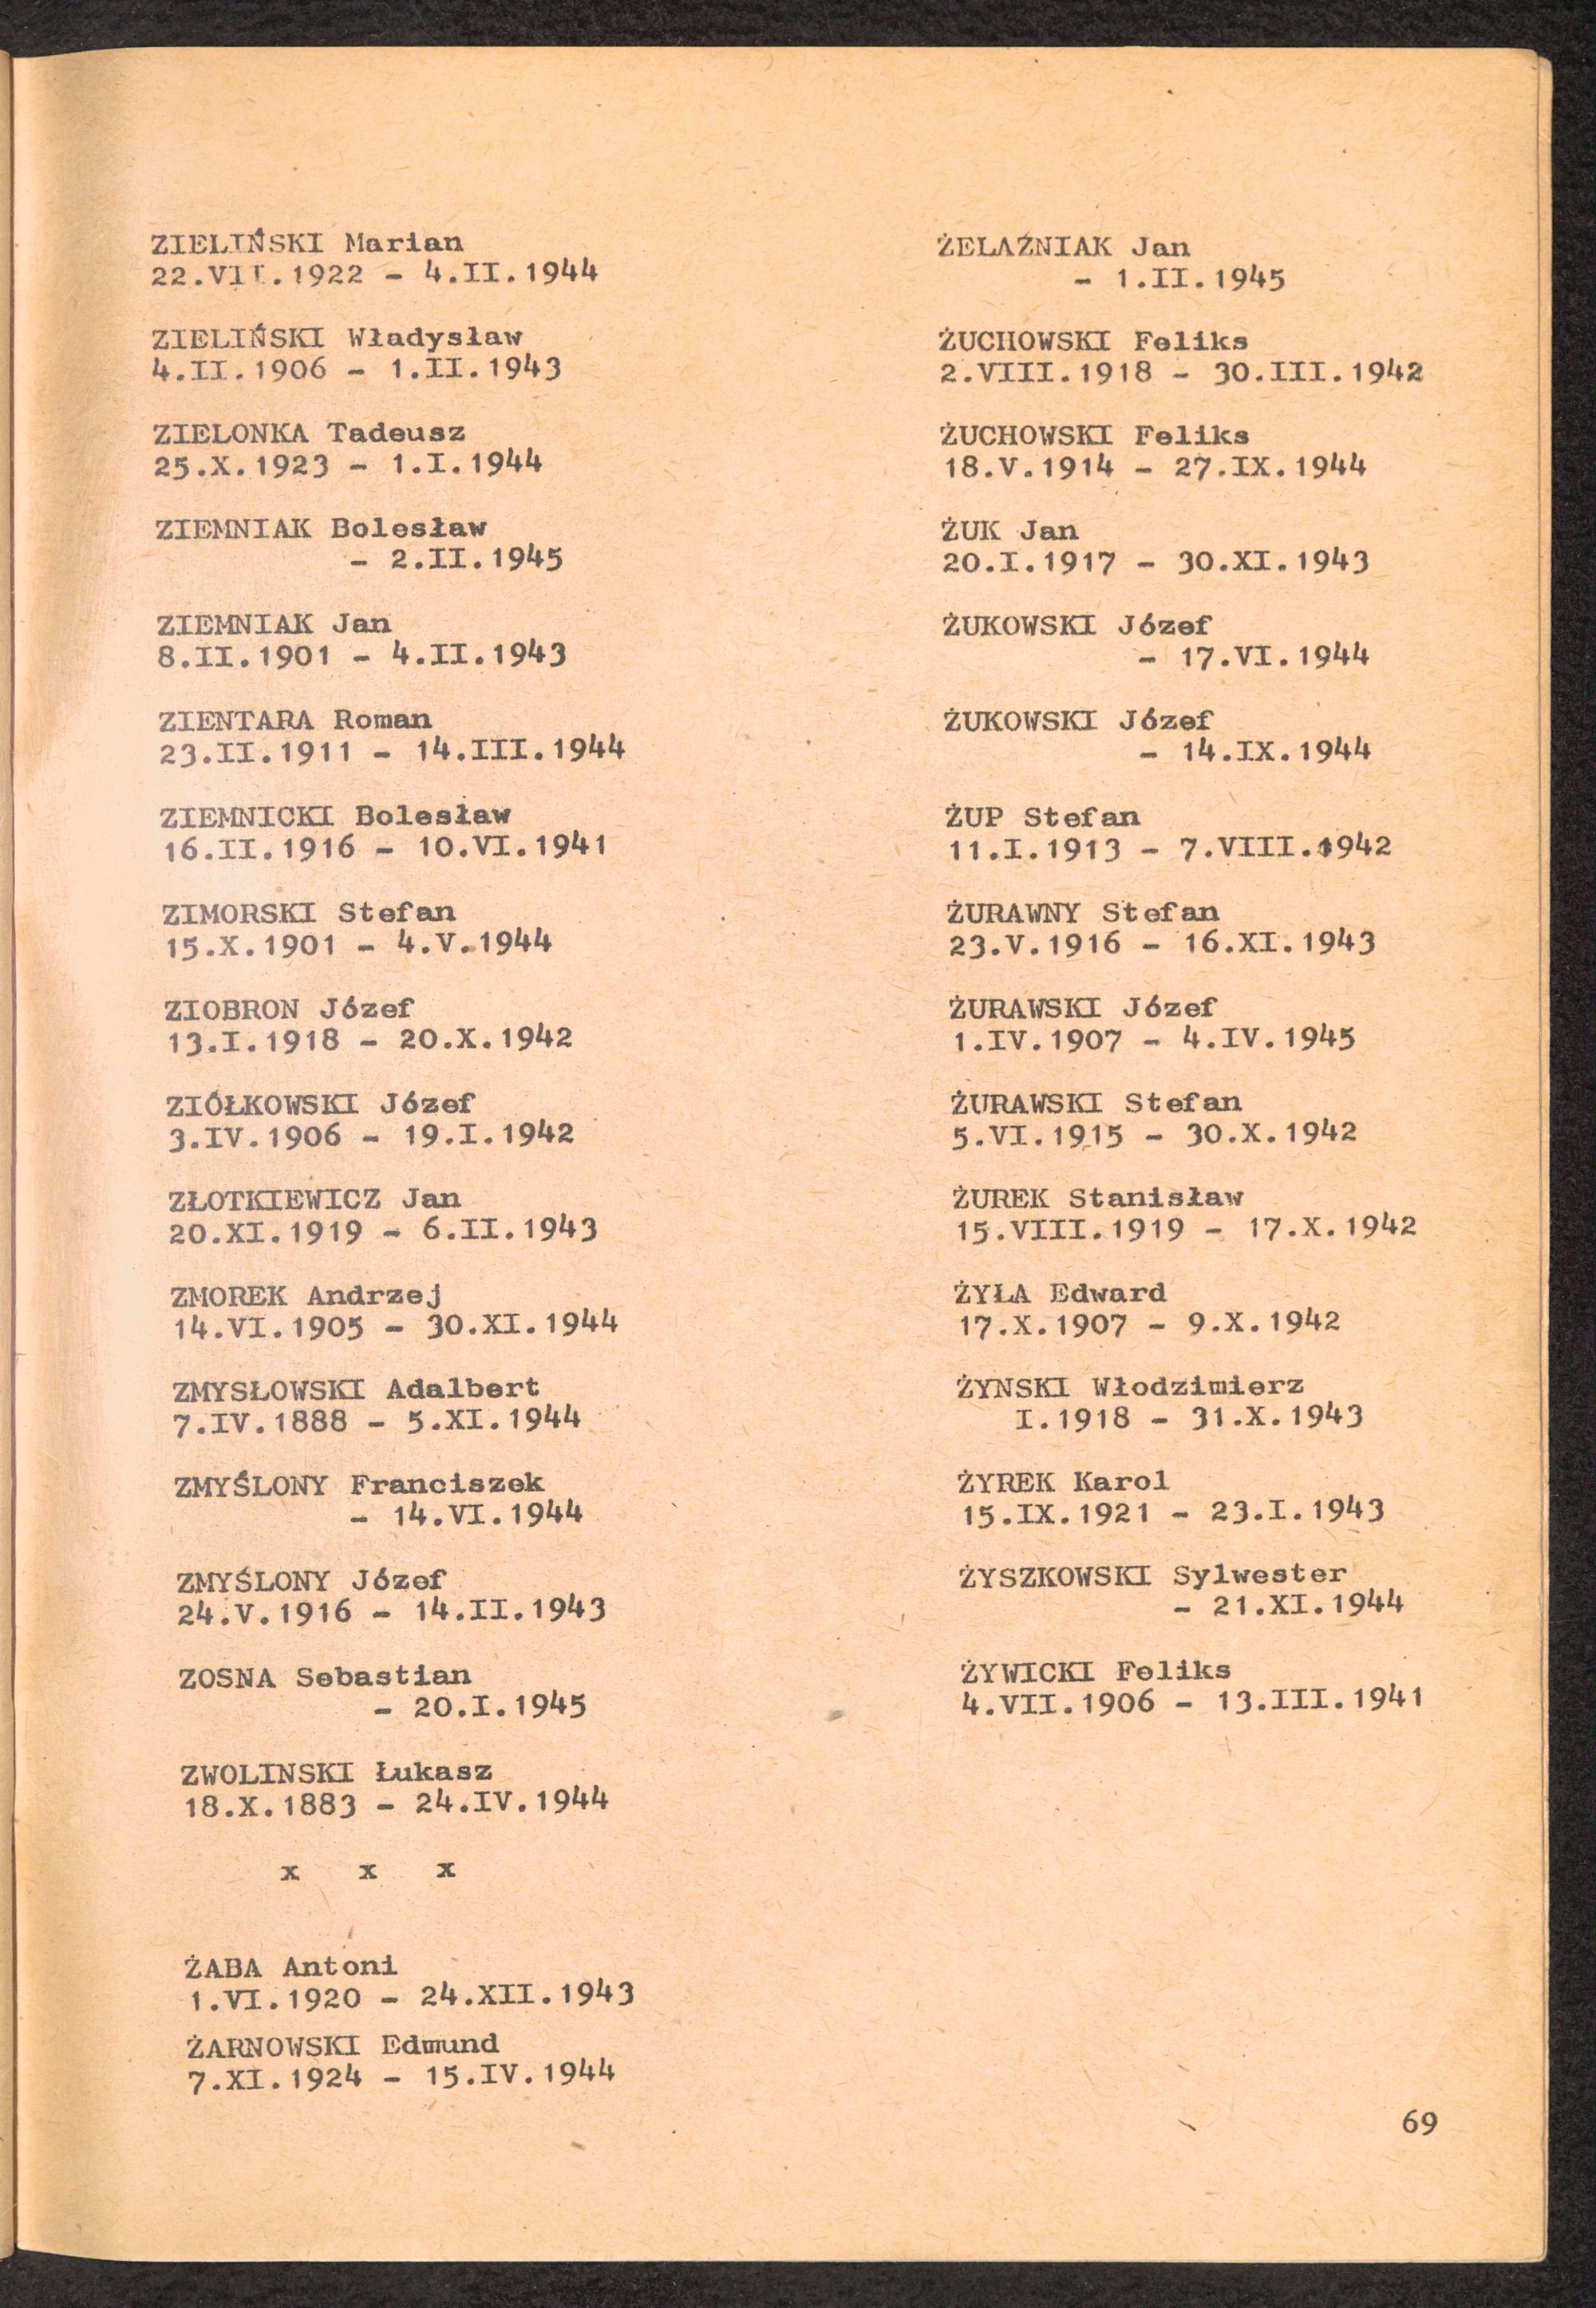 ZIELIŃSKI Marian
22.VII.1922 - 4.II.1944
ZIELIŃSKI Władysław
4.II.1906 - 1.II.1943
ZIELONKA Tadeusz
25.X.1923 - 1.I.1944
ZIEMNIAK Bolesław
- 2.II.1945
ZIEMNIAK Jan
8.II.1901 - 4.II.1943
ZIENTARA Roman
23.II.1911 - 14.III.1944
ZIEMNICKI Bolesław
16.II.1916 - 10.VI.1941
ZIMORSKI Stefan
15.X.1901 - 4.V.1944
ZIOBRON Józef
13.I.1918 - 20.X.1942
ZIÓŁKOWSKI Józef
3.IV.1906 - 19.I.1942
ZŁOTKIEWICZ Jan
20.XI.1919 - 6.II.1943
ZMOREK Andrzej
14.VI.1905 - 30.XI.1944
ZMYSŁOWSKI Adalbert
7.IV.1888 - 5.XI.1944
ZMYŚLONY Franciszek
- 14.VI.1944
ZMYŚLONY Józef
24.V.1916 - 14.II.1943
ZOSNA Sebastian
- 20.I.1945
ZWOLINSKI Łukasz
18.X.1883 - 24.IV.1944
x x x
ŻABA Antoni
1.VI.1920 - 24.XII.1943
ŻARNOWSKI Edmund
7.XI.1924 - 15.IV.1944
ŻELAŹNIAK Jan
- 1.II.1945
ŻUCHOWSKI Feliks
2.VIII.1918 - 30.III.1942
ŻUCHOWSKI Feliks
18.V.1914 - 27.IX.1944
ŻUK Jan
20.I.1917 - 30.XI.1943
ŻUKOWSKI Józef
- 17.VI.1944
ŻUKOWSKI Józef
- 14.IX.1944
ŻUP Stefan
11.I.1913 - 7.VIII.1942
ŻURAWNY Stefan
23.V.1916 - 16.XI.1943
ŻURAWSKI Józef
1.IV.1907 - 4.IV.1945
ŻURAWSKI Stefan
5.VI.1915 - 30.X.1942
ŻUREK Stanisław
15.VIII.1919 - 17.X.1942
ŻYŁA Edward
17.X.1907 - 9.X.1942
ŻYNSKI Włodzimierz
I.1918 - 31.X.1943
ŻYREK Karol
15.IX.1921 - 23.I.1943
ŻYSZKOWSKI Sylwester
- 21.XI.1944
ŻYWICKI Feliks
4.VII.1906 - 13.III.1941
69